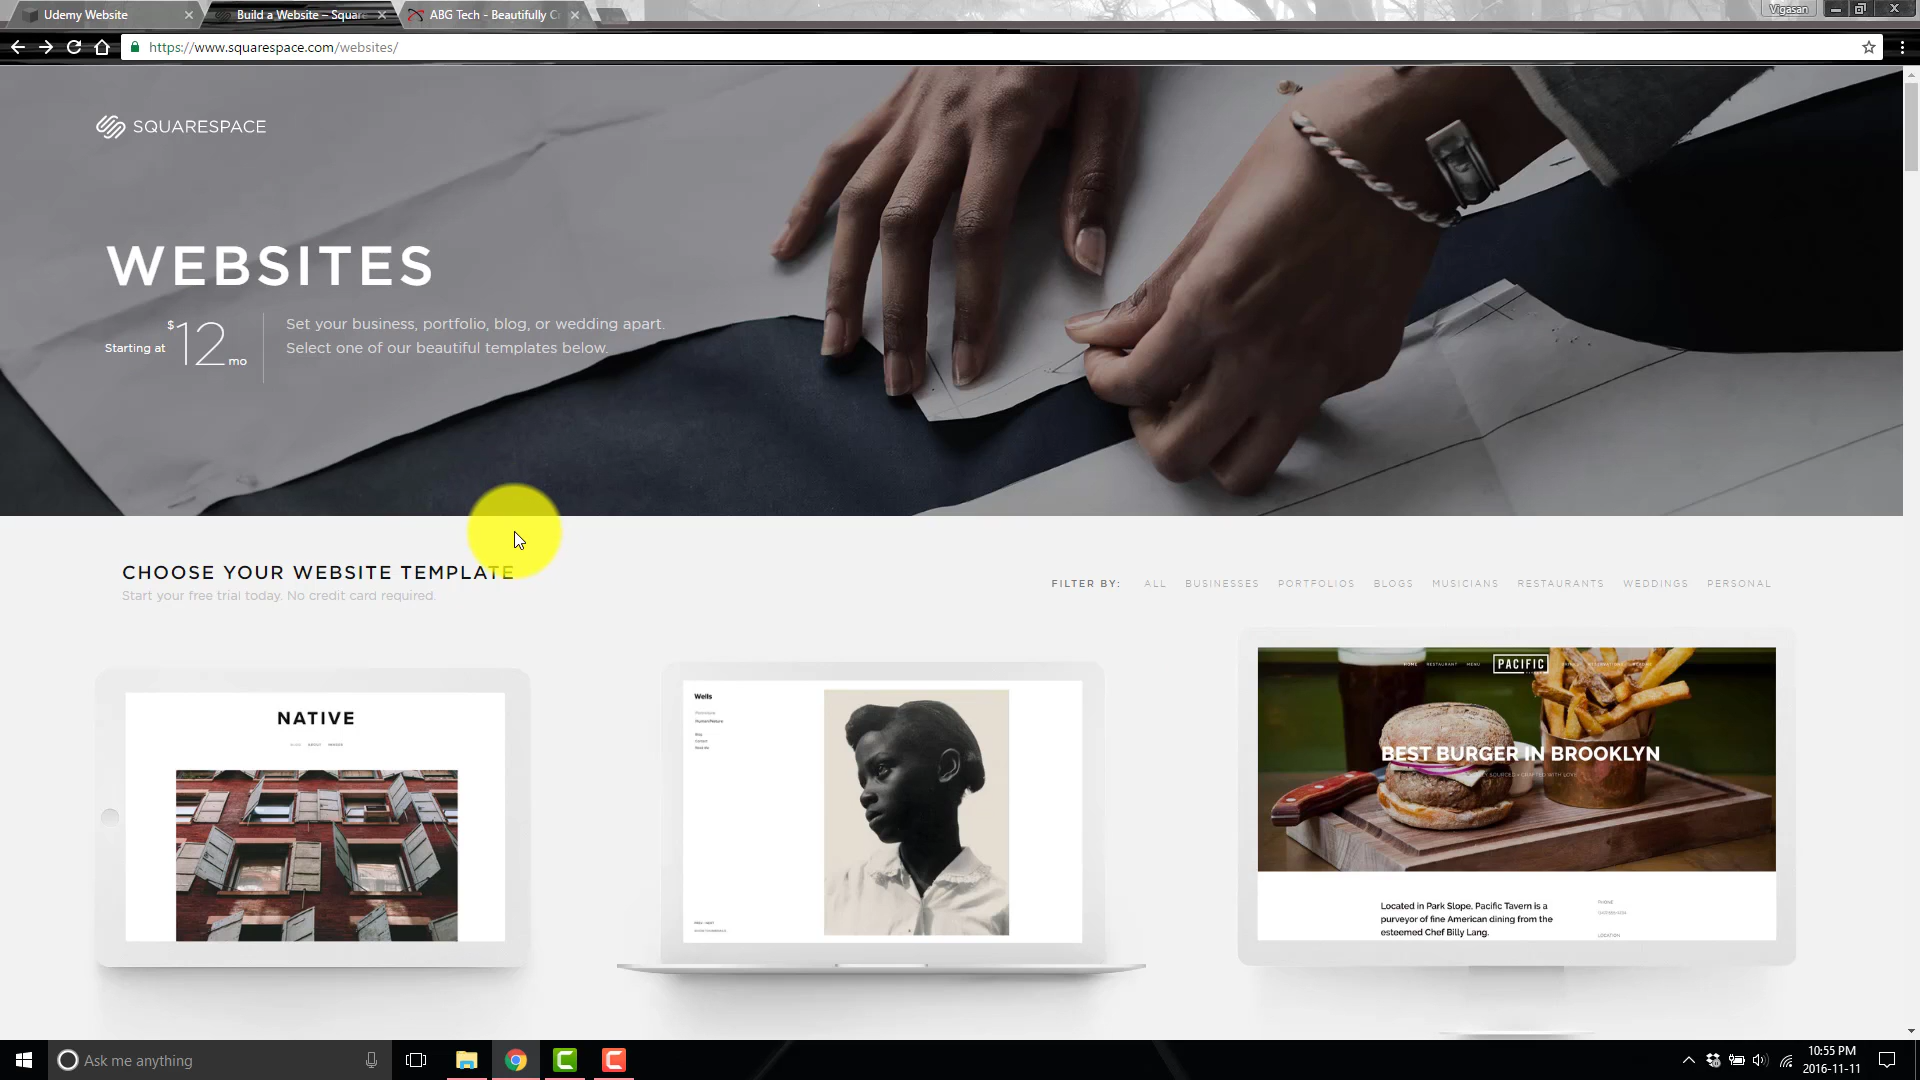 Udemy Website
Build a Website – Squar
ABG Tech - Beautifully C
Vigasan
https://www.squarespace.com/websites/
SQUARESPACE
WEBSITES
Starting at $12 mo
Set your business, portfolio, blog, or wedding apart.
Select one of our beautiful templates below.
CHOOSE YOUR WEBSITE TEMPLATE
Start your free trial today. No credit card required.
FILTER BY: ALL BUSINESSES PORTFOLIOS BLOGS MUSICIANS RESTAURANTS WEDDINGS PERSONAL
NATIVE
Wells
HOME RESTAURANT MENU
PACIFIC
BEST BURGER IN BROOKLYN
Located in Park Slope, Pacific Tavern is a
purveyor of fine American dining from the
esteemed Chef Billy Lang.
PHONE
LOCATION
Ask me anything
10:55 PM
2016-11-11